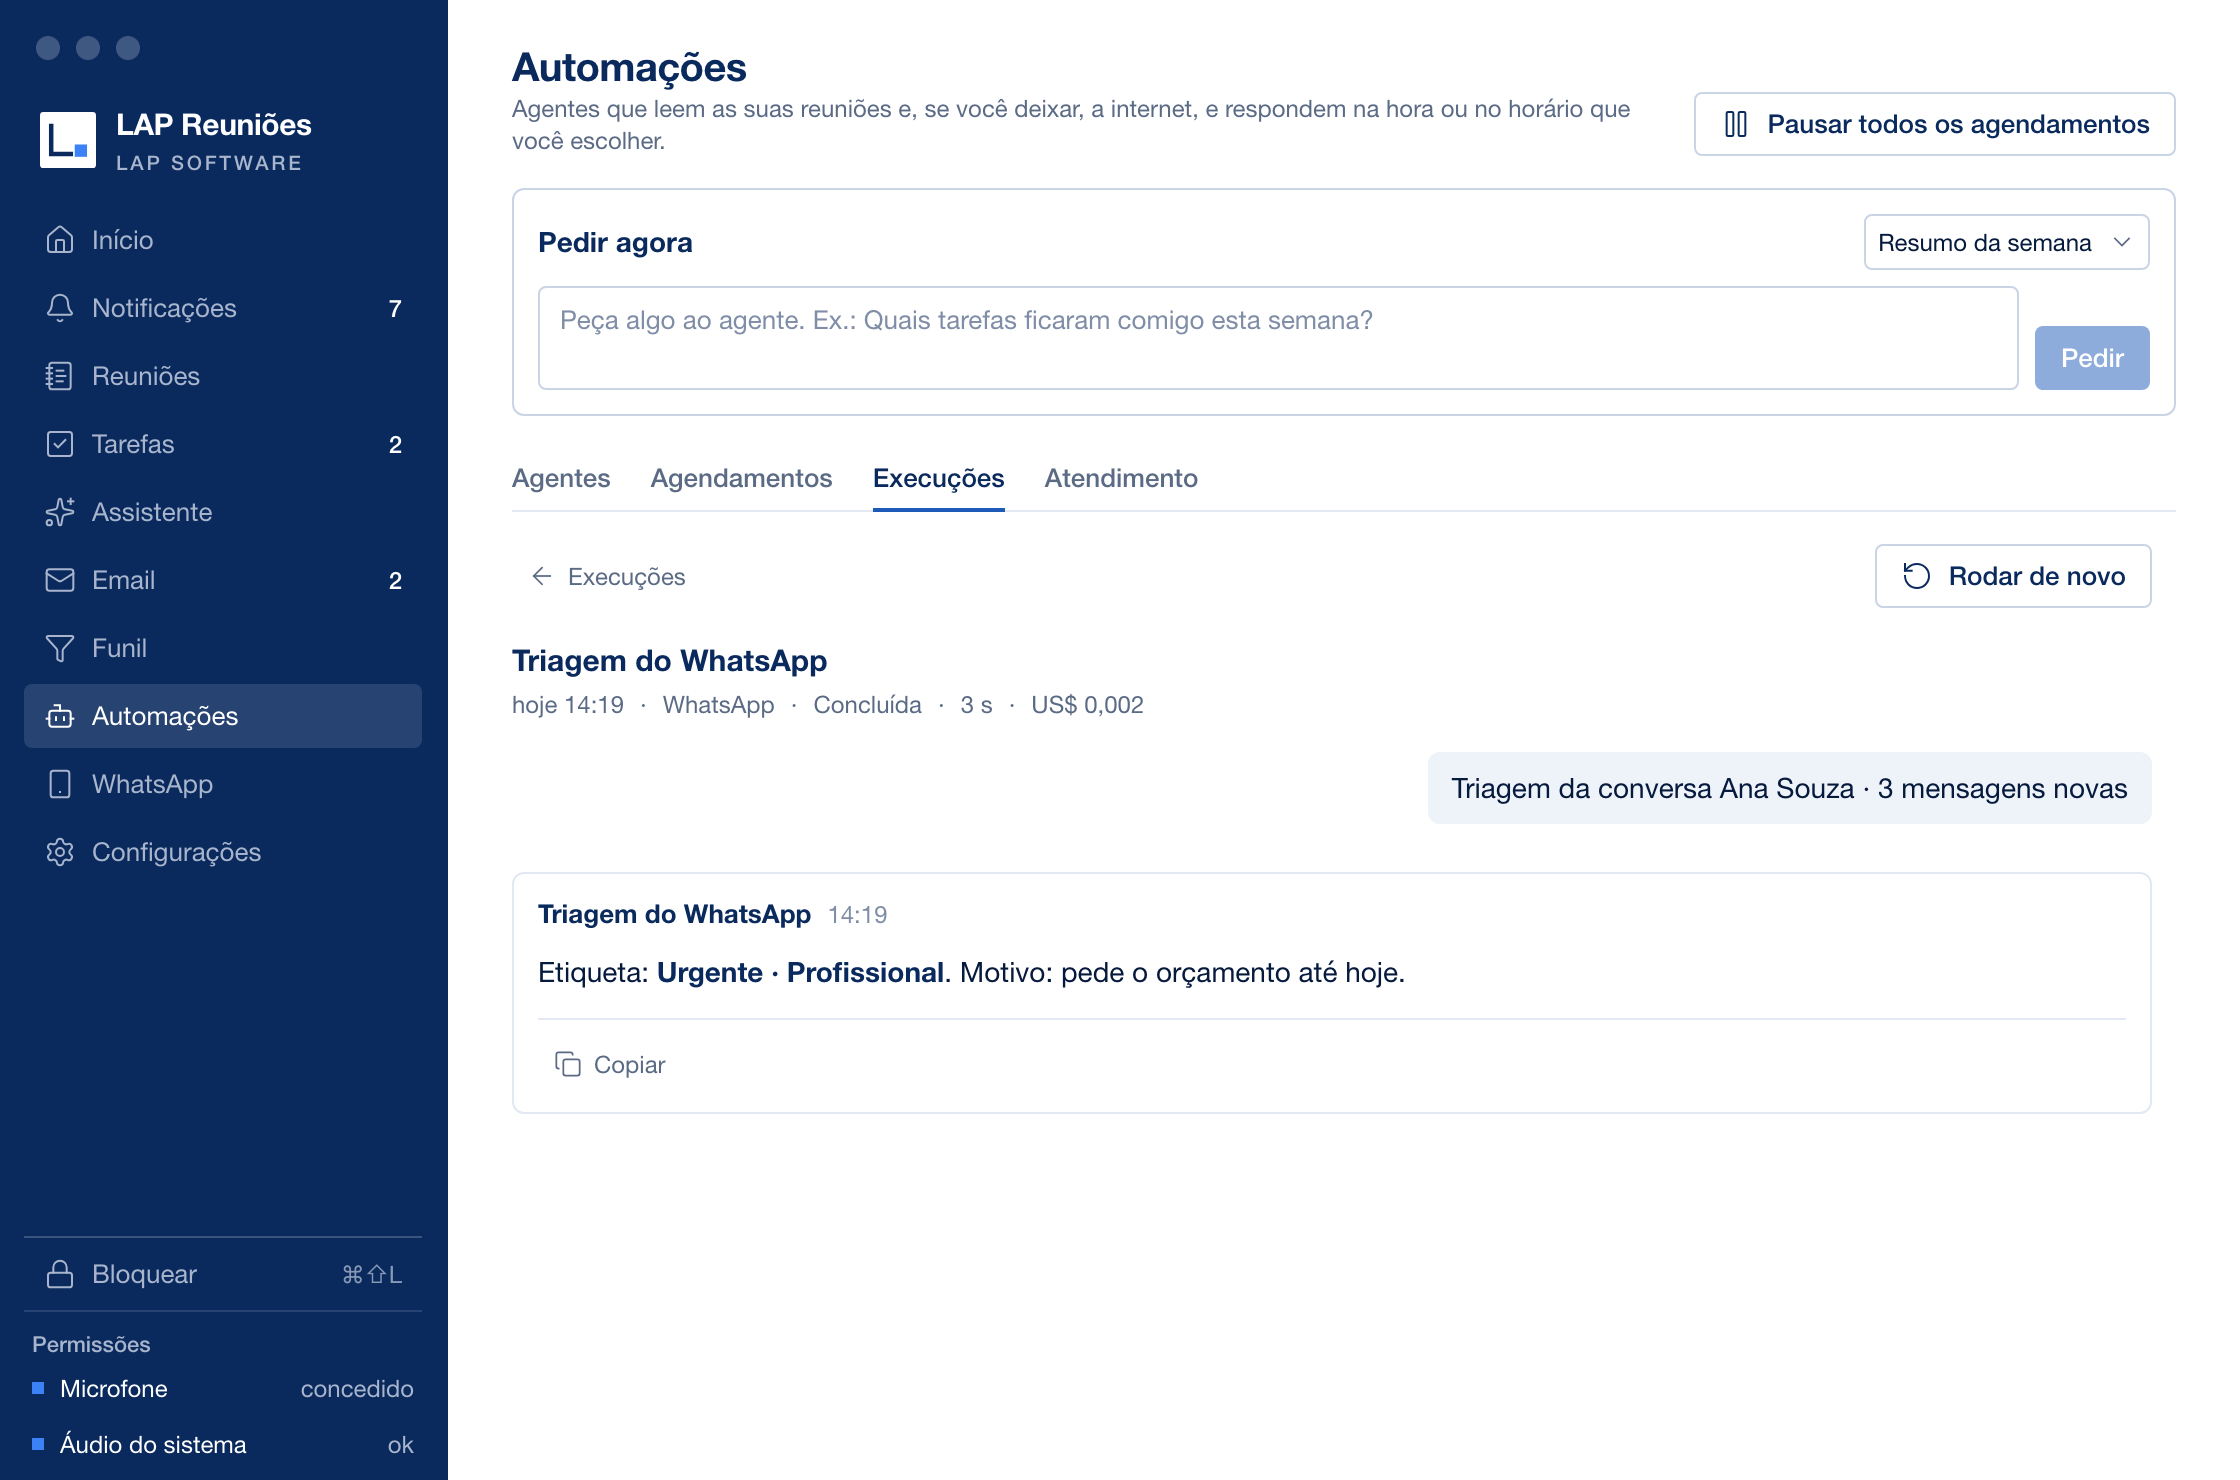 LAP Reuniões
LAP SOFTWARE
Início
Notificações 7
Reuniões
Tarefas 2
Assistente
Email 2
Funil
Automações
WhatsApp
Configurações
Bloquear ⌘⇧L
Permissões
Microfone concedido
Áudio do sistema ok
Automações
Agentes que leem as suas reuniões e, se você deixar, a internet, e respondem na hora ou no horário que
você escolher.
Pausar todos os agendamentos
Pedir agora
Resumo da semana
Peça algo ao agente. Ex.: Quais tarefas ficaram comigo esta semana?
Pedir
Agentes Agendamentos Execuções Atendimento
Execuções
Rodar de novo
Triagem do WhatsApp
hoje 14:19 · WhatsApp · Concluída · 3 s · US$ 0,002
Triagem da conversa Ana Souza · 3 mensagens novas
Triagem do WhatsApp 14:19
Etiqueta: Urgente · Profissional. Motivo: pede o orçamento até hoje.
Copiar